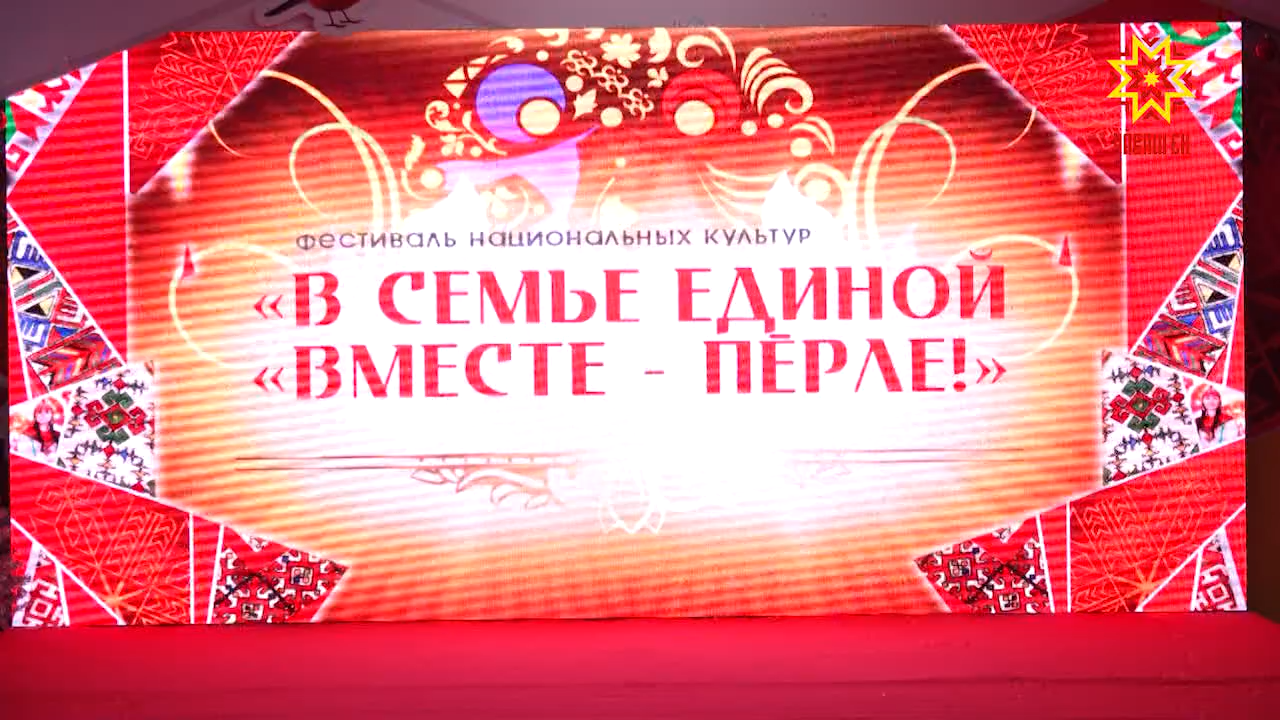 фестиваль национальных культур
«В СЕМЬЕ ЕДИНОЙ
«ВМЕСТЕ - ПĔРЛЕ!»